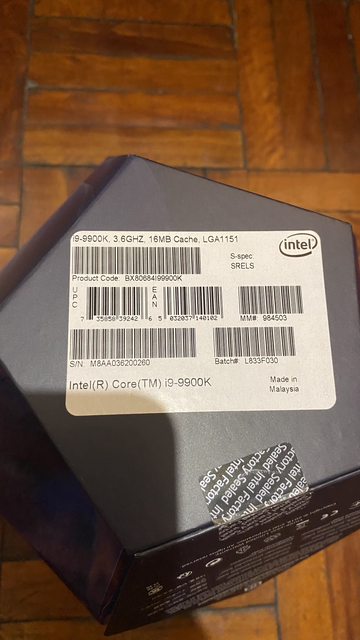 i9-9900K, 3.6GHZ, 16MB Cache, LGA1151
intel
S-spec:
SRELS
Product Code: BX80684I99900K
UPC
EAN
7 35858 39242 6
5 032037 140102
MM#: 984503
S/N: M8AA036200260
Batch#: L833F030
Intel(R) Core(TM) i9-9900K
Made in
Malaysia
Intel Factory Sealed